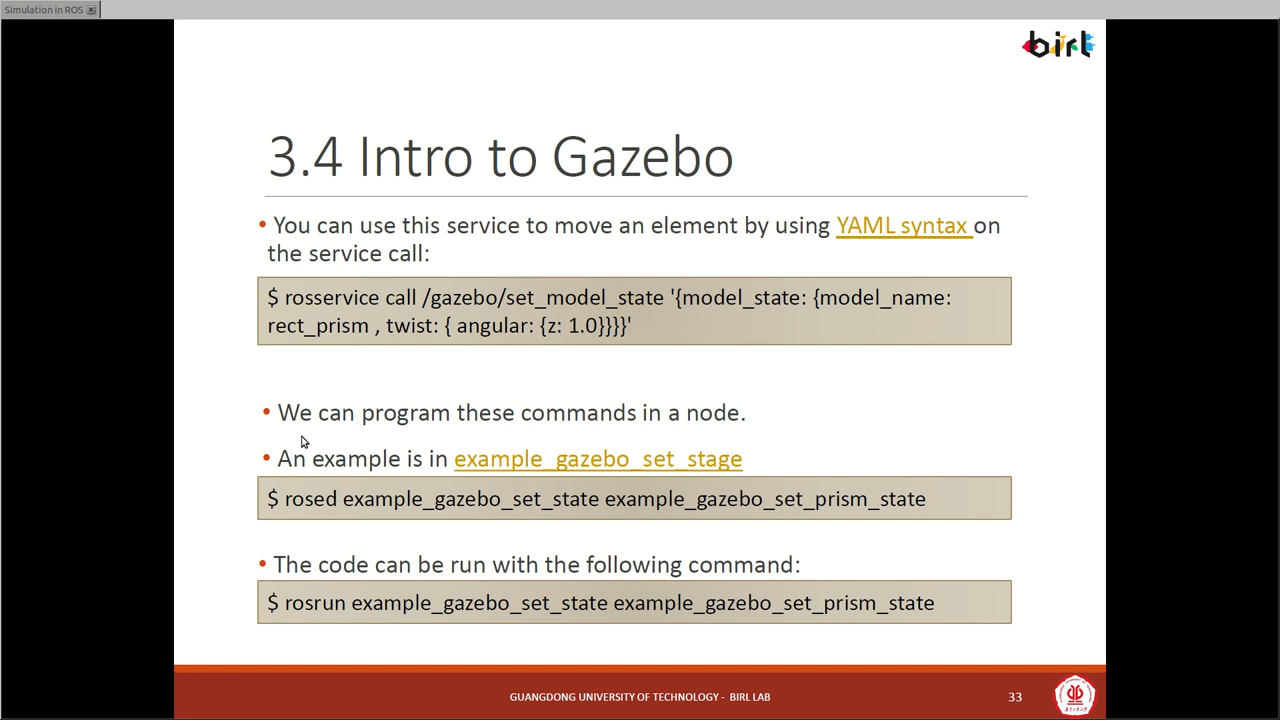 Simulation in ROS
birl
3.4 Intro to Gazebo
• You can use this service to move an element by using YAML syntax on
the service call:
$ rosservice call /gazebo/set_model_state '{model_state: {model_name:
rect_prism , twist: { angular: {z: 1.0}}}}'
• We can program these commands in a node.
• An example is in example_gazebo_set_stage
$ rosed example_gazebo_set_state example_gazebo_set_prism_state
• The code can be run with the following command:
$ rosrun example_gazebo_set_state example_gazebo_set_prism_state
GUANGDONG UNIVERSITY OF TECHNOLOGY - BIRL LAB
33